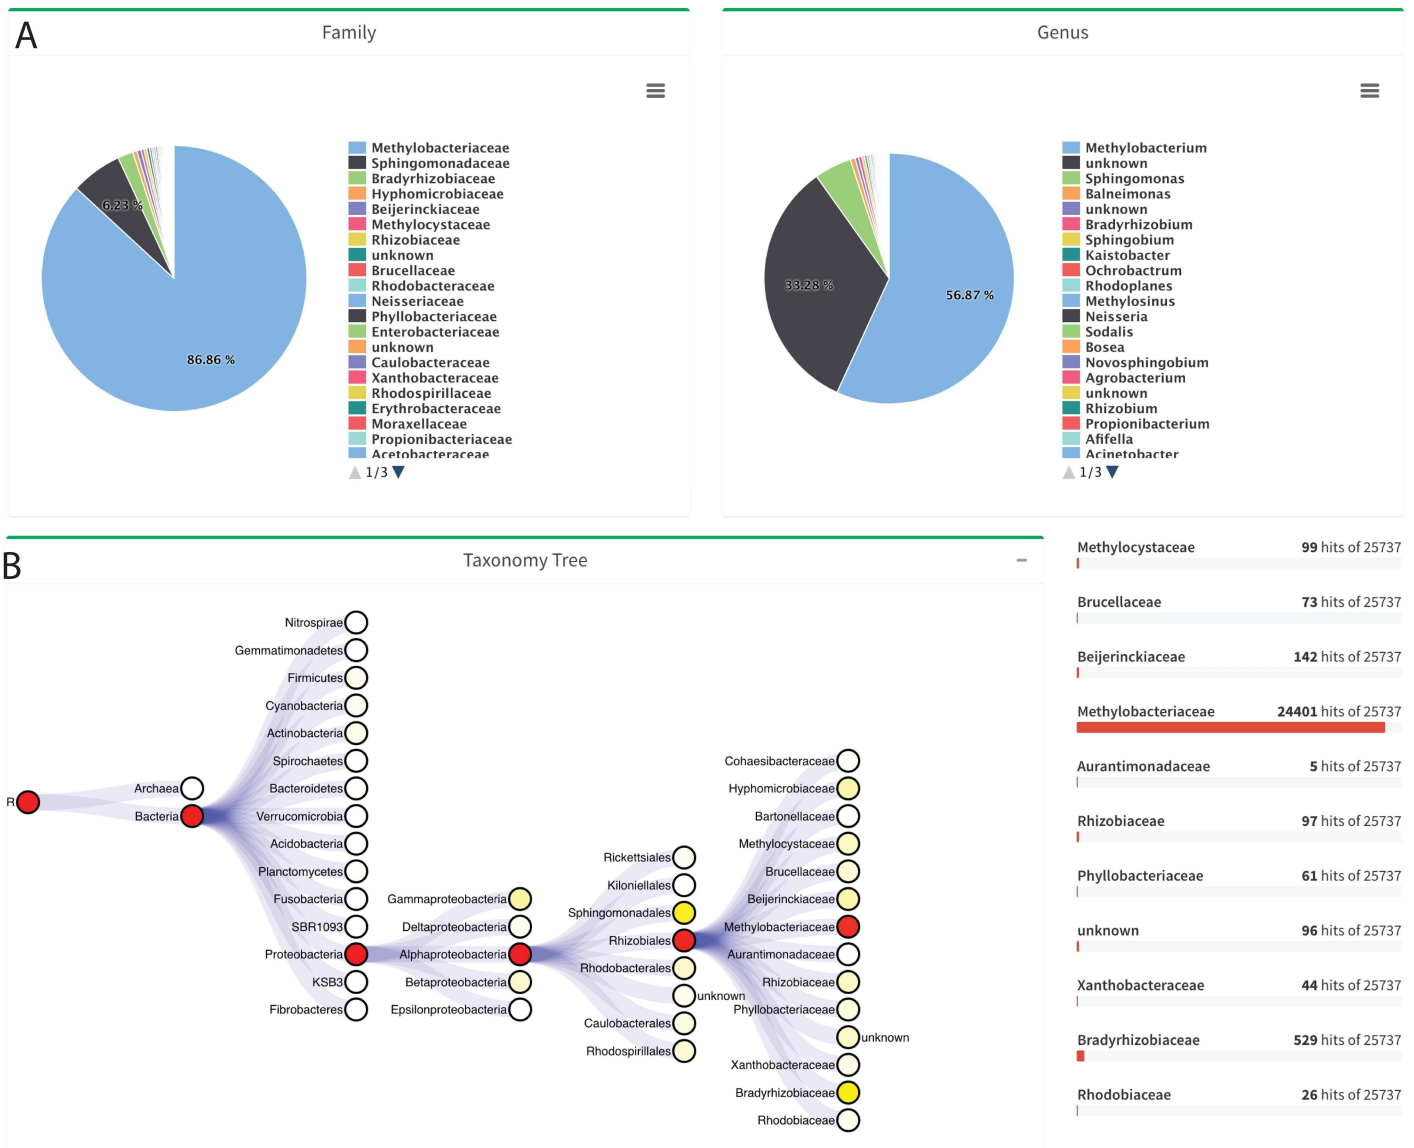 A
Family
Genus
Methylobacteriaceae
Sphingomonadaceae
Bradyrhizobiaceae
Hyphomicrobiaceae
Beijerinckiaceae
Methylocystaceae
Rhizobiaceae
unknown
Brucellaceae
Rhodobacteraceae
Neisseriaceae
Phyllobacteriaceae
Enterobacteriaceae
unknown
Caulobacteraceae
Xanthobacteraceae
Rhodospirillaceae
Erythrobacteraceae
Moraxellaceae
Propionibacteriaceae
Acetobacteraceae
1/3
6.23 %
86.86 %
Methylobacterium
unknown
Sphingomonas
Balneimonas
unknown
Bradyrhizobium
Sphingobium
Kaistobacter
Ochrobactrum
Rhodoplanes
Methylosinus
Neisseria
Sodalis
Bosea
Novosphingobium
Agrobacterium
unknown
Rhizobium
Propionibacterium
Afifella
Acinetobacter
1/3
33.28 %
56.87 %
B
Taxonomy Tree
R
Archaea
Bacteria
Nitrospirae
Gemmatimonadetes
Firmicutes
Cyanobacteria
Actinobacteria
Spirochaetes
Bacteroidetes
Verrucomicrobia
Acidobacteria
Planctomycetes
Fusobacteria
SBR1093
Proteobacteria
KSB3
Fibrobacteres
Gammaproteobacteria
Deltaproteobacteria
Alphaproteobacteria
Betaproteobacteria
Epsilonproteobacteria
Rickettsiales
Kiloniellales
Sphingomonadales
Rhizobiales
Rhodobacterales
unknown
Caulobacterales
Rhodospirillales
Cohaesibacteraceae
Hyphomicrobiaceae
Bartonellaceae
Methylocystaceae
Brucellaceae
Beijerinckiaceae
Methylobacteriaceae
Aurantimonadaceae
Rhizobiaceae
Phyllobacteriaceae
unknown
Xanthobacteraceae
Bradyrhizobiaceae
Rhodobiaceae
Methylocystaceae 99 hits of 25737
Brucellaceae 73 hits of 25737
Beijerinckiaceae 142 hits of 25737
Methylobacteriaceae 24401 hits of 25737
Aurantimonadaceae 5 hits of 25737
Rhizobiaceae 97 hits of 25737
Phyllobacteriaceae 61 hits of 25737
unknown 96 hits of 25737
Xanthobacteraceae 44 hits of 25737
Bradyrhizobiaceae 529 hits of 25737
Rhodobiaceae 26 hits of 25737